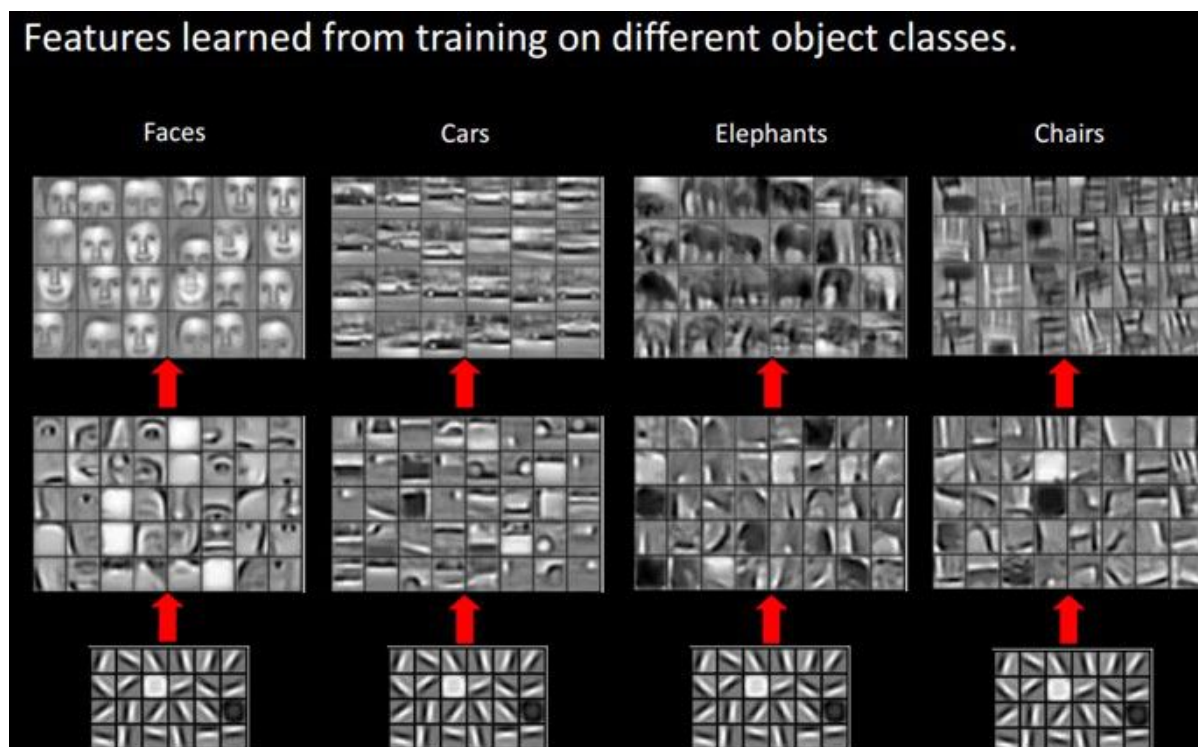 Features learned from training on different object classes.
Faces
Cars
Elephants
Chairs